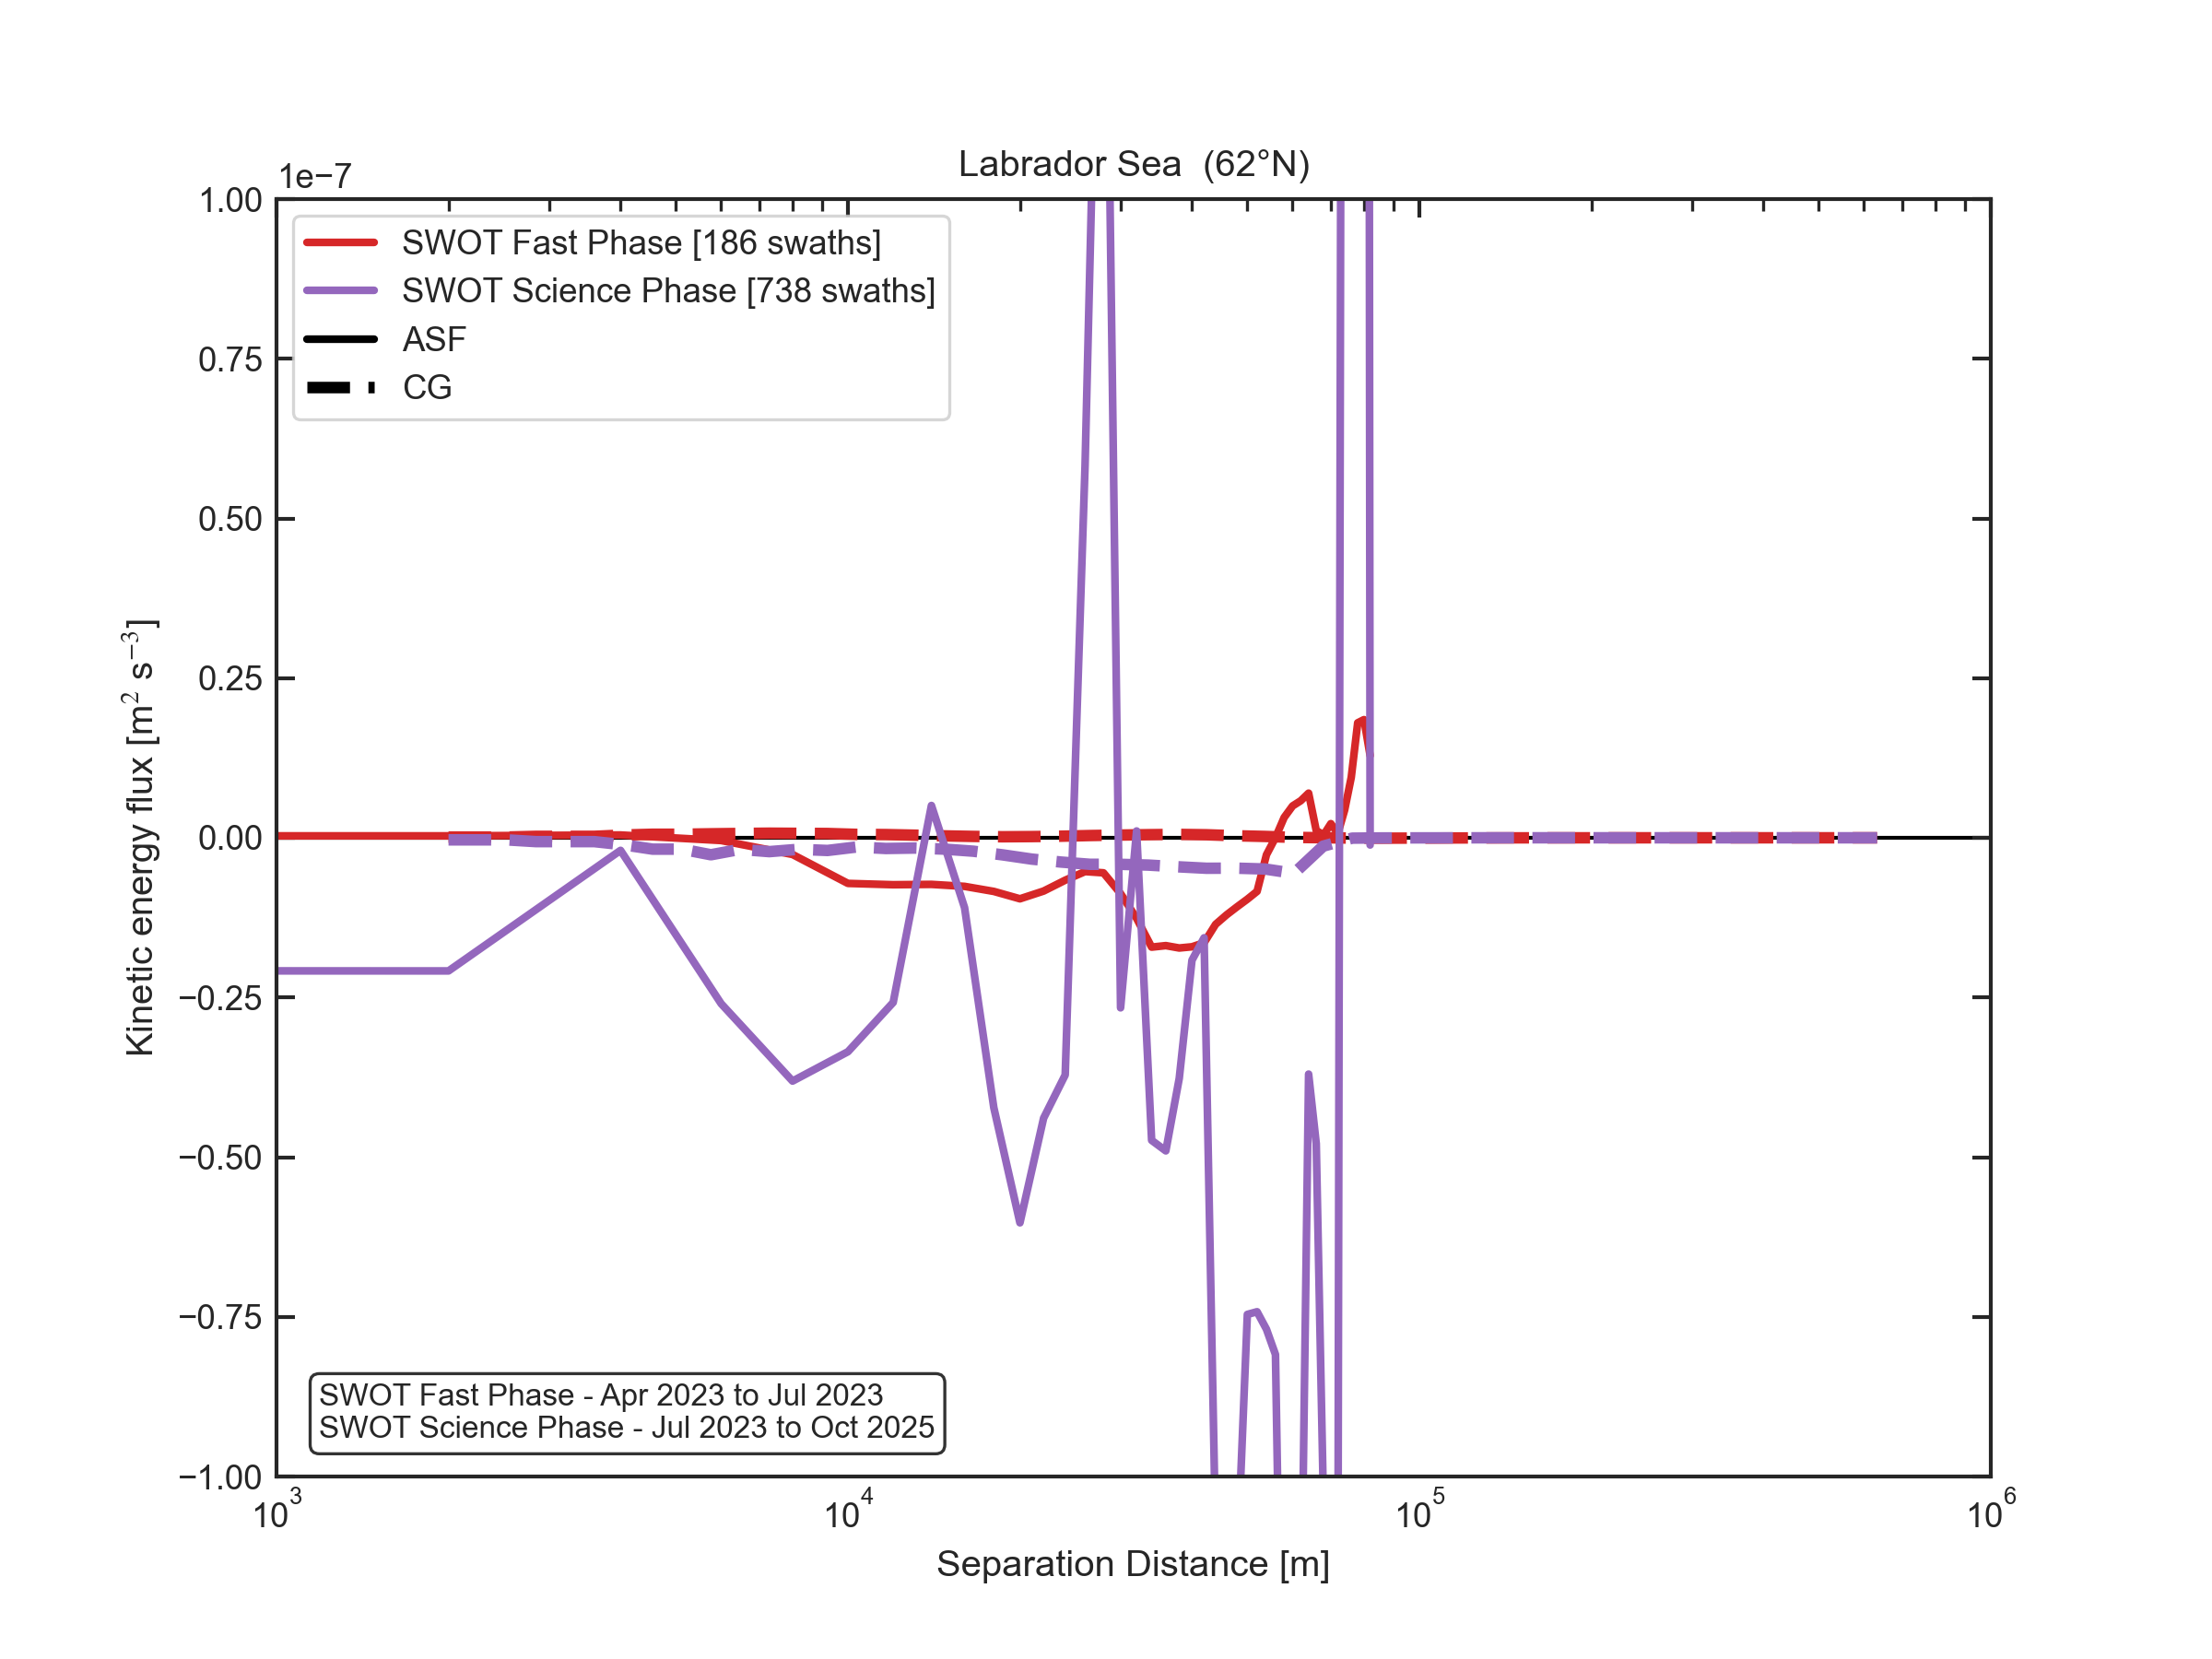 Labrador Sea (62°N)
1e−7
1.00
0.75
0.50
0.25
0.00
−0.25
−0.50
−0.75
−1.00
Kinetic energy flux [m² s⁻³]
SWOT Fast Phase [186 swaths]
SWOT Science Phase [738 swaths]
ASF
CG
SWOT Fast Phase - Apr 2023 to Jul 2023
SWOT Science Phase - Jul 2023 to Oct 2025
10³ 10⁴ 10⁵ 10⁶
Separation Distance [m]